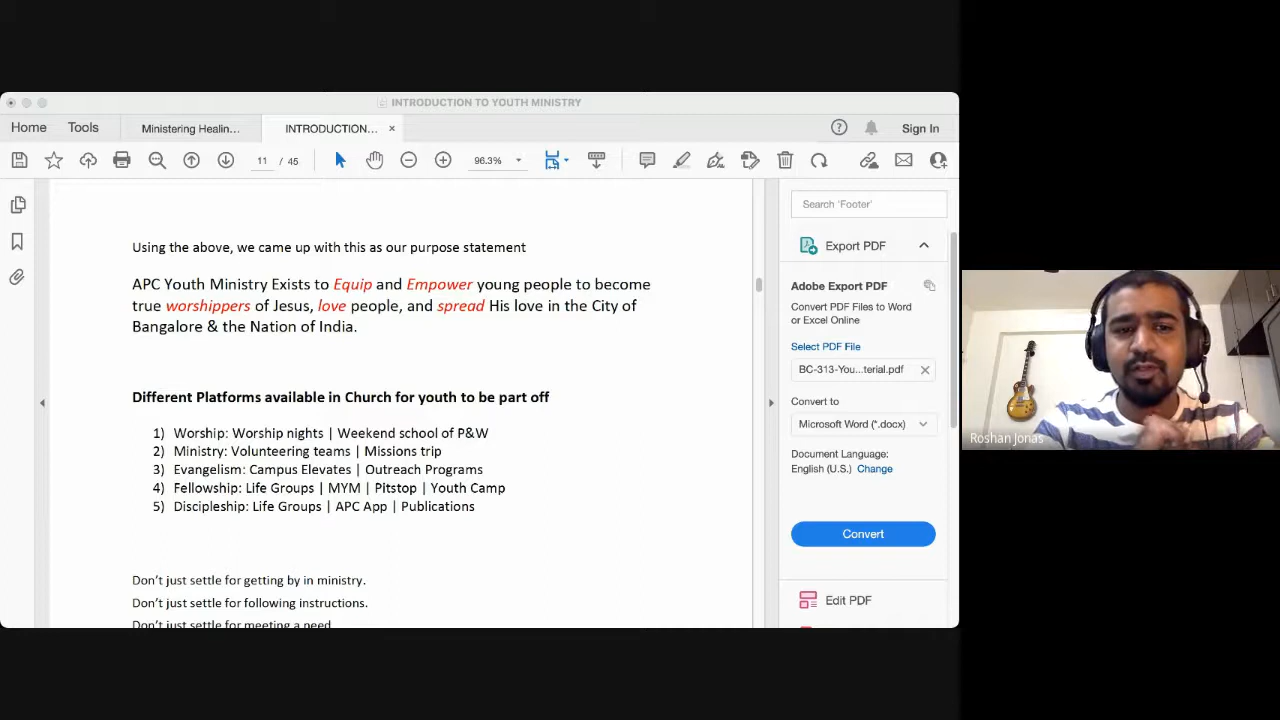 INTRODUCTION TO YOUTH MINISTRY
Home Tools Ministering Healin... INTRODUCTION... × Sign In
11 / 45 96.3%
Using the above, we came up with this as our purpose statement
APC Youth Ministry Exists to Equip and Empower young people to become
true worshippers of Jesus, love people, and spread His love in the City of
Bangalore & the Nation of India.
Different Platforms available in Church for youth to be part off
1) Worship: Worship nights | Weekend school of P&W
2) Ministry: Volunteering teams | Missions trip
3) Evangelism: Campus Elevates | Outreach Programs
4) Fellowship: Life Groups | MYM | Pitstop | Youth Camp
5) Discipleship: Life Groups | APC App | Publications
Don't just settle for getting by in ministry.
Don't just settle for following instructions.
Don't just settle for meeting a need
Search 'Footer'
Export PDF
Adobe Export PDF
Convert PDF Files to Word
or Excel Online
Select PDF File
BC-313-You...terial.pdf
Convert to
Microsoft Word (*.docx)
Document Language:
English (U.S.) Change
Convert
Edit PDF
Roshan Jonas